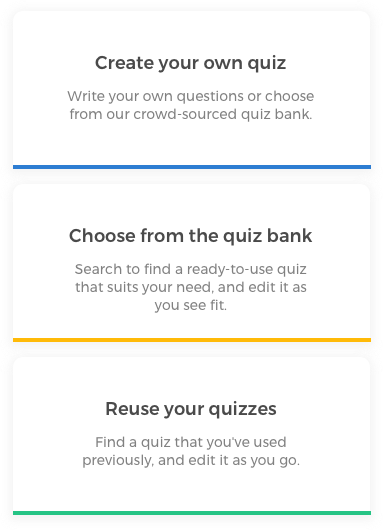 Create your own quiz
Write your own questions or choose
from our crowd-sourced quiz bank.
Choose from the quiz bank
Search to find a ready-to-use quiz
that suits your need, and edit it as
you see fit.
Reuse your quizzes
Find a quiz that you've used
previously, and edit it as you go.